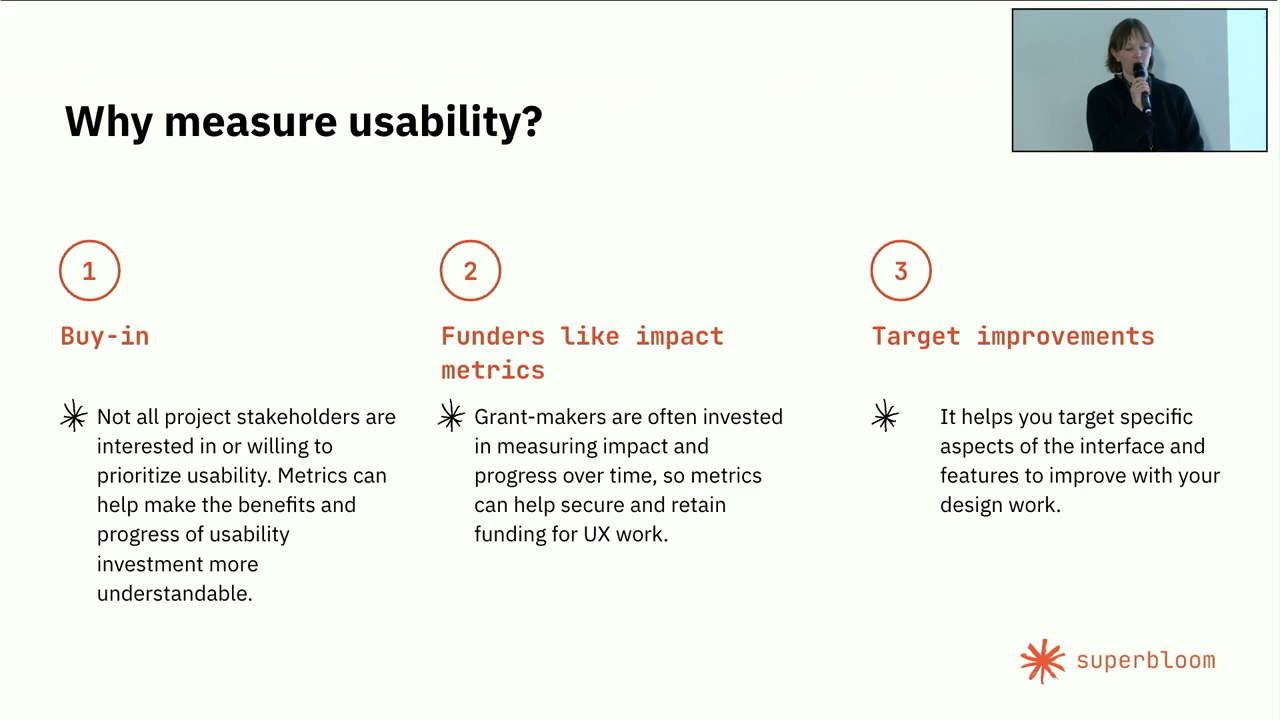 Why measure usability?
1
Buy-in
Not all project stakeholders are
interested in or willing to
prioritize usability. Metrics can
help make the benefits and
progress of usability
investment more
understandable.
2
Funders like impact
metrics
Grant-makers are often invested
in measuring impact and
progress over time, so metrics
can help secure and retain
funding for UX work.
3
Target improvements
It helps you target specific
aspects of the interface and
features to improve with your
design work.
superbloom